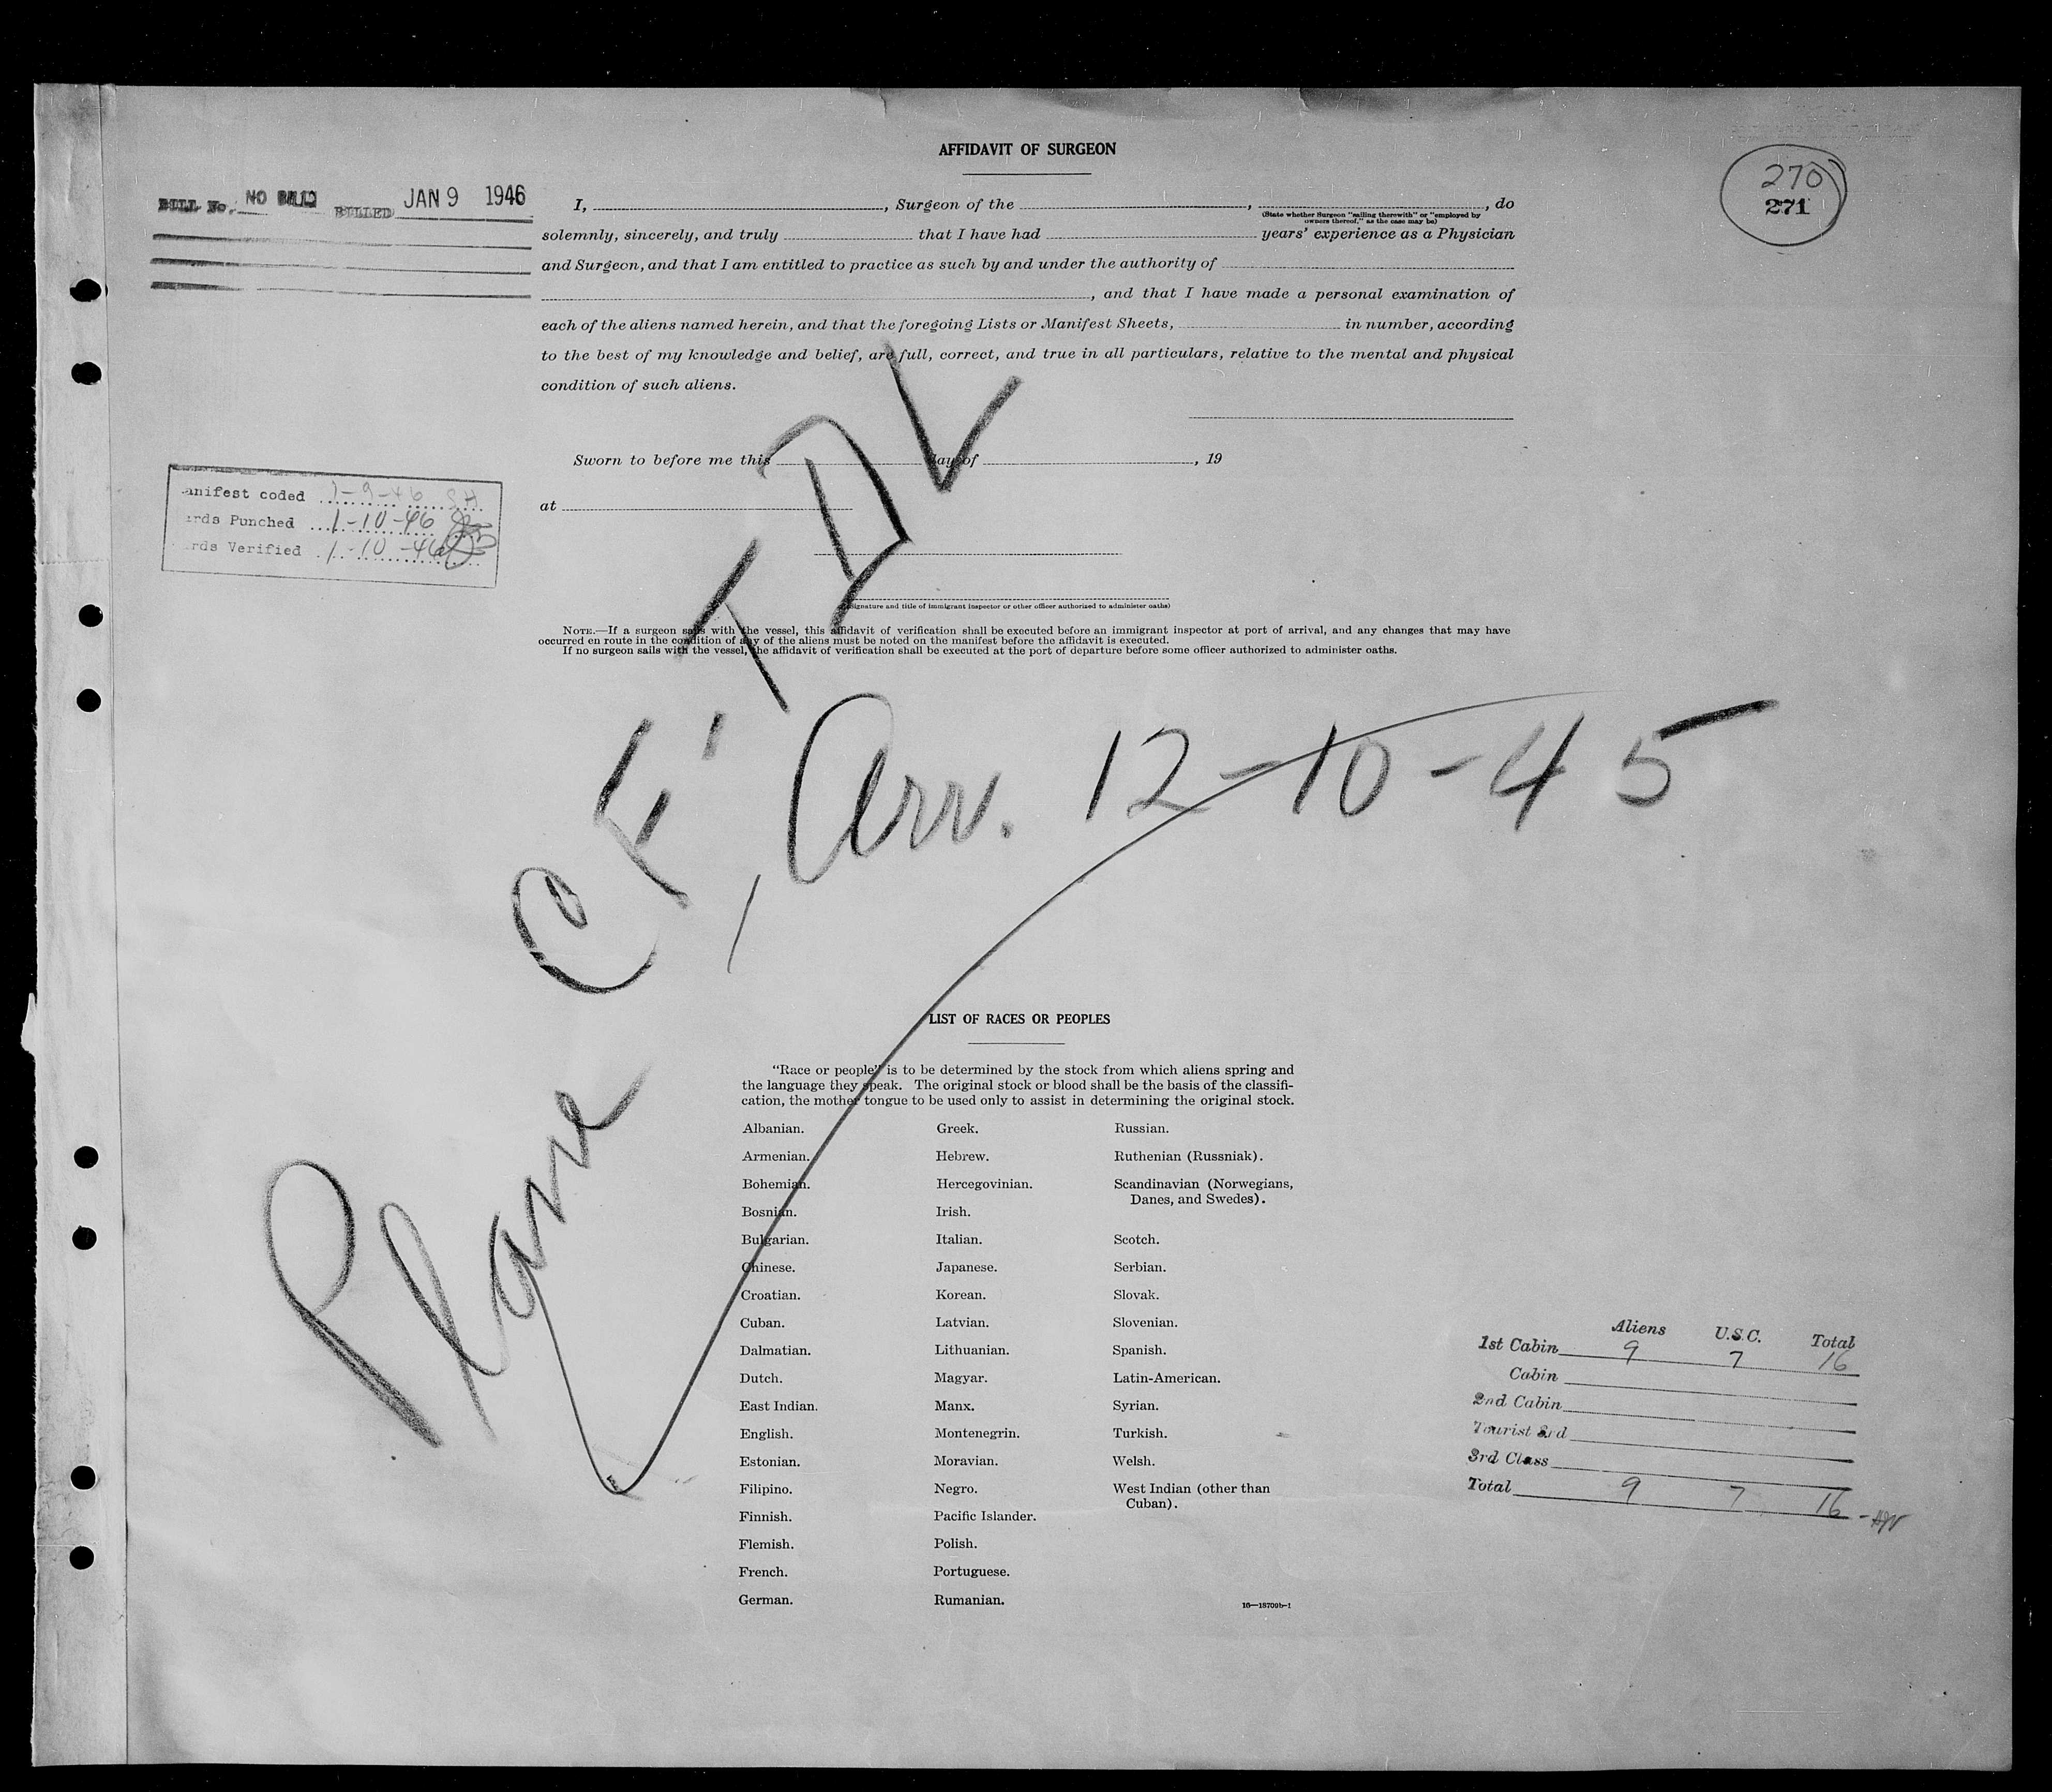 AFFIDAVIT OF SURGEON
270
271
BILL No. NO BILL BILLED JAN 9 1946
I, , Surgeon of the , , do
(State whether Surgeon "sailing therewith" or "employed by
owners thereof," as the case may be)
solemnly, sincerely, and truly that I have had years' experience as a Physician
and Surgeon, and that I am entitled to practice as such by and under the authority of
, and that I have made a personal examination of
each of the aliens named herein, and that the foregoing Lists or Manifest Sheets, in number, according
to the best of my knowledge and belief, are full, correct, and true in all particulars, relative to the mental and physical
condition of such aliens.
Sworn to before me this day of , 19
at
anifest coded 1-9-46 SH
ards Punched 1-10-46
rds Verified 1-10-46
(Signature and title of immigrant inspector or other officer authorized to administer oaths)
NOTE.—If a surgeon sails with the vessel, this affidavit of verification shall be executed before an immigrant inspector at port of arrival, and any changes that may have
occurred en route in the condition of any of the aliens must be noted on the manifest before the affidavit is executed.
If no surgeon sails with the vessel, the affidavit of verification shall be executed at the port of departure before some officer authorized to administer oaths.
Plane CF-TDL, Arr. 12-10-45
LIST OF RACES OR PEOPLES
"Race or people" is to be determined by the stock from which aliens spring and
the language they speak. The original stock or blood shall be the basis of the classifi-
cation, the mother tongue to be used only to assist in determining the original stock.
Albanian.
Armenian.
Bohemian.
Bosnian.
Bulgarian.
Chinese.
Croatian.
Cuban.
Dalmatian.
Dutch.
East Indian.
English.
Estonian.
Filipino.
Finnish.
Flemish.
French.
German.
Greek.
Hebrew.
Hercegovinian.
Irish.
Italian.
Japanese.
Korean.
Latvian.
Lithuanian.
Magyar.
Manx.
Montenegrin.
Moravian.
Negro.
Pacific Islander.
Polish.
Portuguese.
Rumanian.
Russian.
Ruthenian (Russniak).
Scandinavian (Norwegians,
Danes, and Swedes).
Scotch.
Serbian.
Slovak.
Slovenian.
Spanish.
Latin-American.
Syrian.
Turkish.
Welsh.
West Indian (other than
Cuban).
16—18709b-1
Aliens U.S.C. Total
1st Cabin 9 7 16
Cabin
2nd Cabin
Tourist 3rd
3rd Class
Total 9 7 16